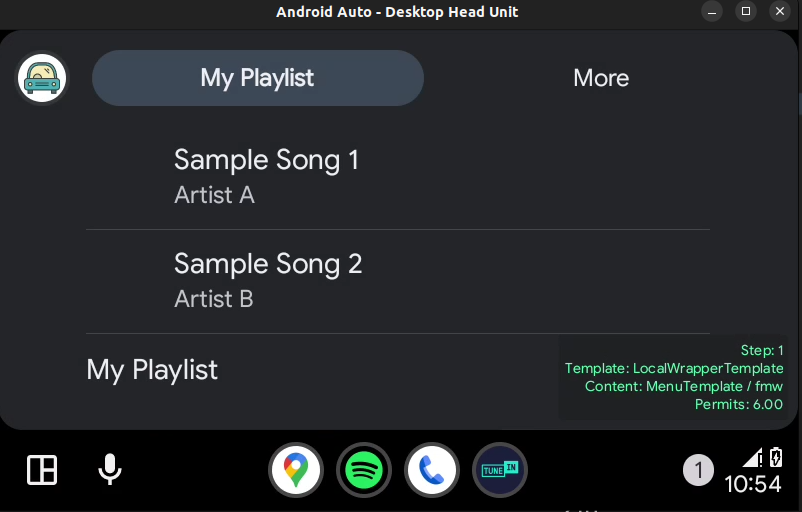 Android Auto - Desktop Head Unit
My Playlist
More
Sample Song 1
Artist A
Sample Song 2
Artist B
My Playlist
Step: 1
Template: LocalWrapperTemplate
Content: MenuTemplate / fmw
Permits: 6.00
TUNE IN
1
10:54